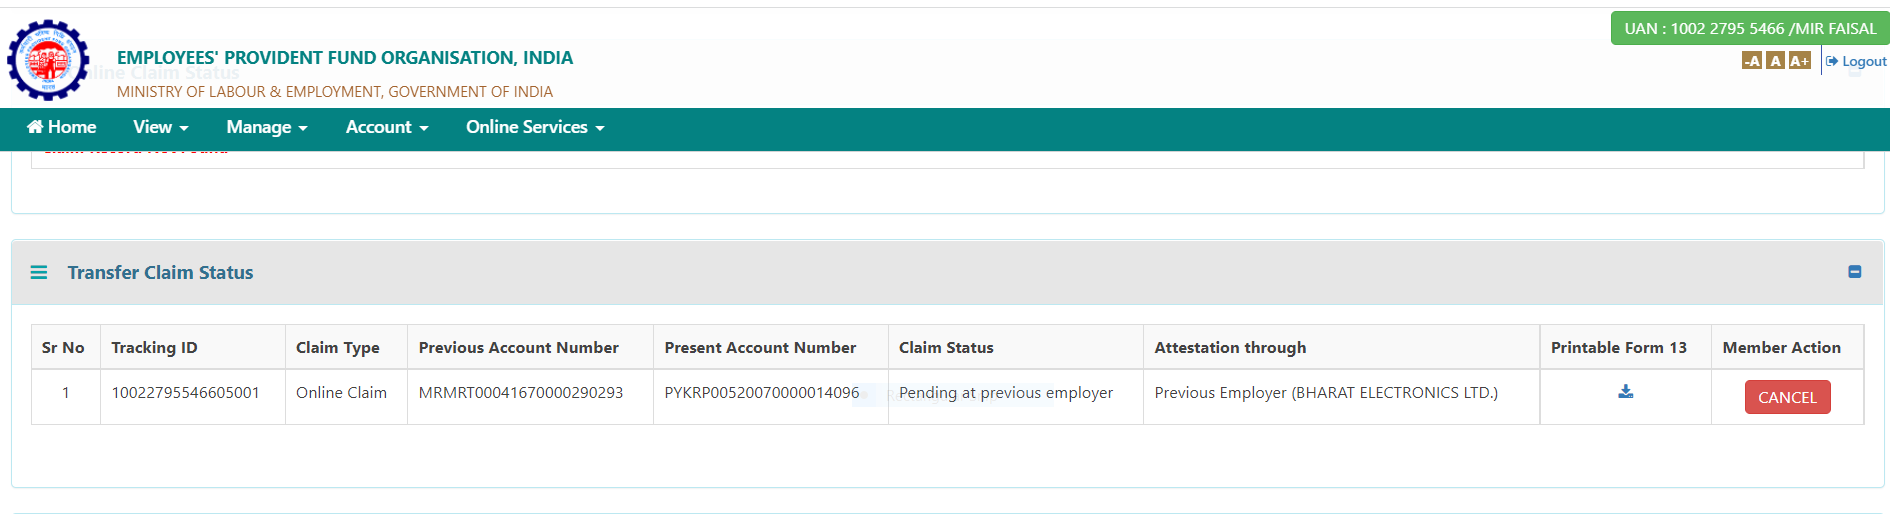 UAN : 1002 2795 5466 /MIR FAISAL
EMPLOYEES' PROVIDENT FUND ORGANISATION, INDIA
-A A A+ Logout
Online Claim Status
MINISTRY OF LABOUR & EMPLOYMENT, GOVERNMENT OF INDIA
Home View Manage Account Online Services
Transfer Claim Status
Sr No Tracking ID Claim Type Previous Account Number Present Account Number Claim Status Attestation through Printable Form 13 Member Action
1 10022795546605001 Online Claim MRMRT00041670000290293 PYKRP00520070000014096 Pending at previous employer Previous Employer (BHARAT ELECTRONICS LTD.) CANCEL